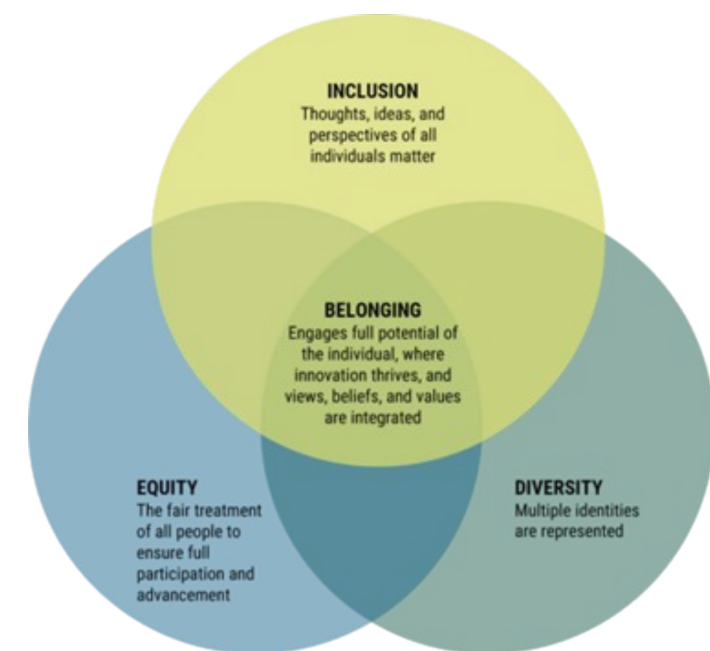 INCLUSION
Thoughts, ideas, and
perspectives of all
individuals matter
BELONGING
Engages full potential of
the individual, where
innovation thrives, and
views, beliefs, and values
are integrated
EQUITY
The fair treatment
of all people to
ensure full
participation and
advancement
DIVERSITY
Multiple identities
are represented